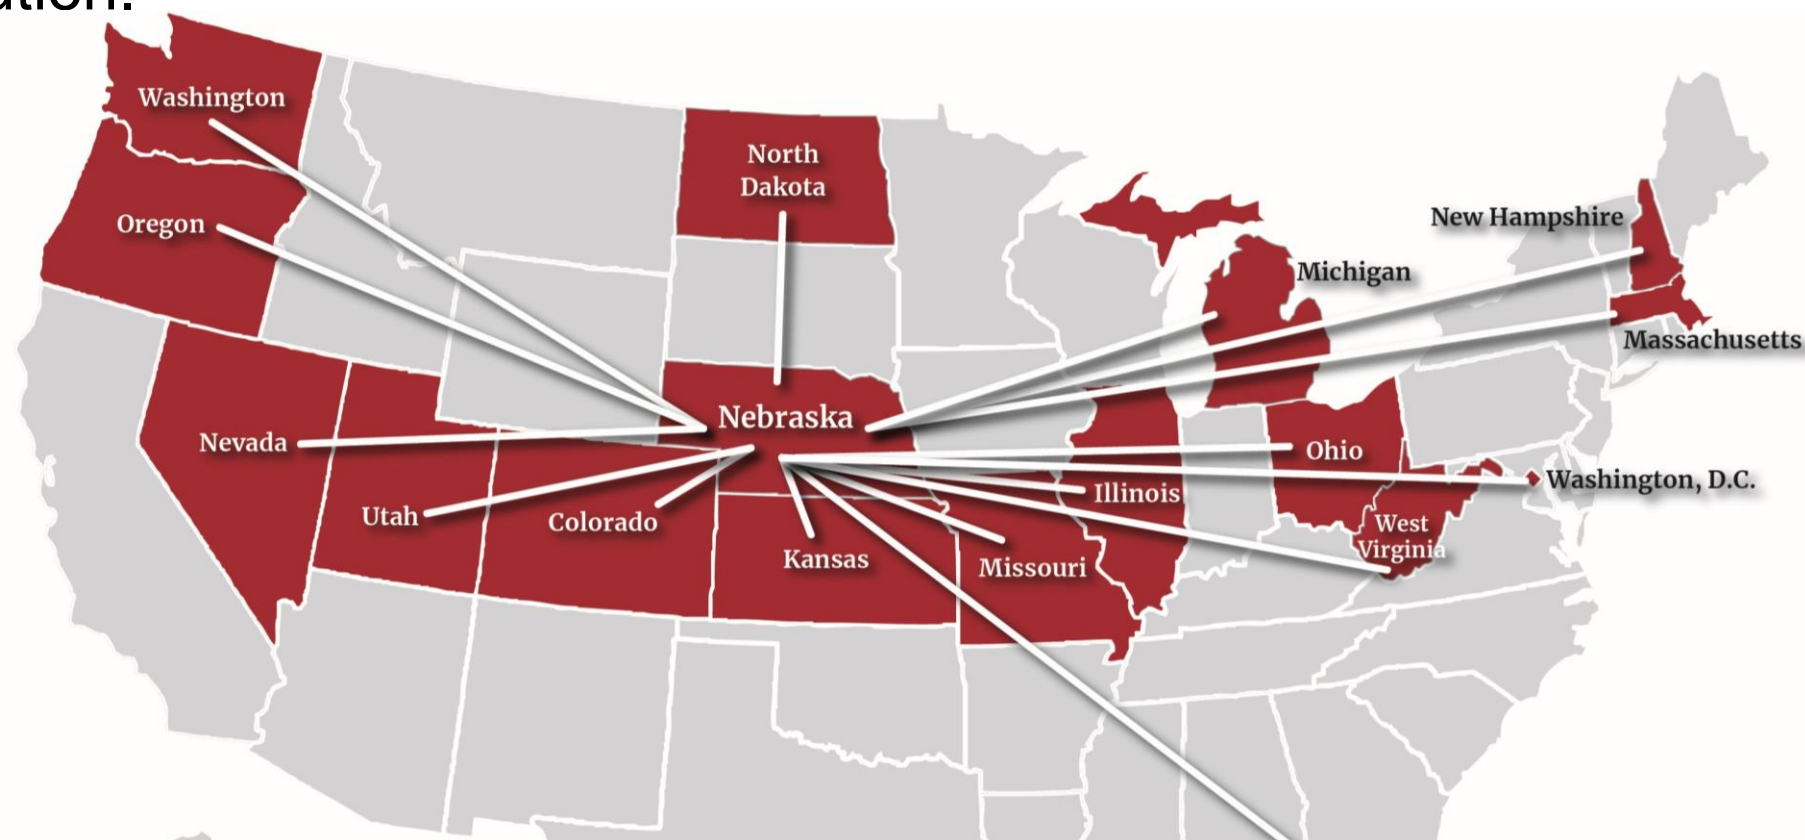 Washington
North
Dakota
Oregon
New Hampshire
Michigan
Massachusetts
Nebraska
Nevada
Ohio
Washington, D.C.
Illinois
Utah
Colorado
West
Virginia
Kansas
Missouri